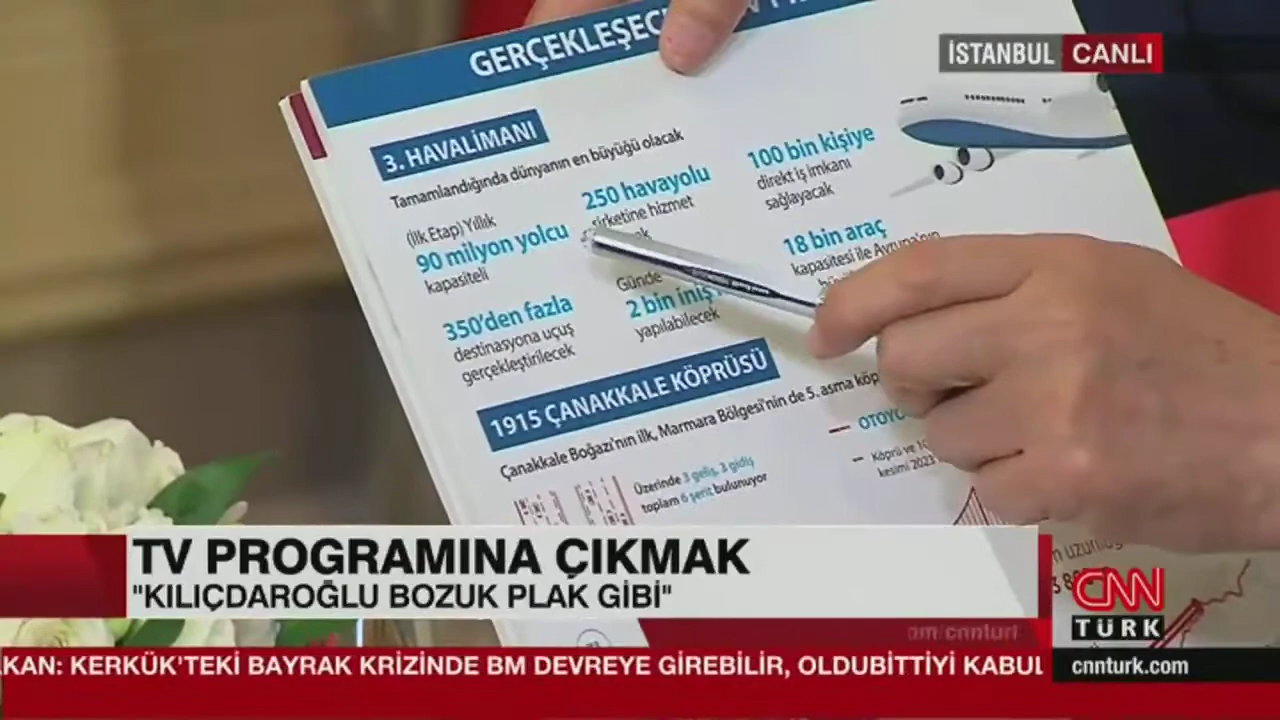 İSTANBUL CANLI
GERÇEKLEŞEC
3. HAVALİMANI
Tamamlandığında dünyanın en büyüğü olacak
(İlk Etap) Yıllık
90 milyon yolcu
kapasiteli
250 havayolu
şirketine hizmet
100 bin kişiye
direkt iş imkanı
sağlayacak
350'den fazla
destinasyona uçuş
gerçekleştirilecek
Günde
2 bin iniş
yapılabilecek
18 bin araç
kapasitesi ile Avrupa'nın
1915 ÇANAKKALE KÖPRÜSÜ
Çanakkale Boğazı'nın ilk, Marmara Bölgesi'nin de 5. asma köp
Üzerinde 3 geliş, 3 gidiş
toplam 6 şerit bulunuyor
OTOYO
Köprü ve 10
kesimi 2023
TV PROGRAMINA ÇIKMAK
"KILIÇDAROĞLU BOZUK PLAK GİBİ"
CNN
TÜRK
cnnturk.com
KAN: KERKÜK'TEKİ BAYRAK KRİZİNDE BM DEVREYE GİREBİLİR, OLDUBİTTİYİ KABUL